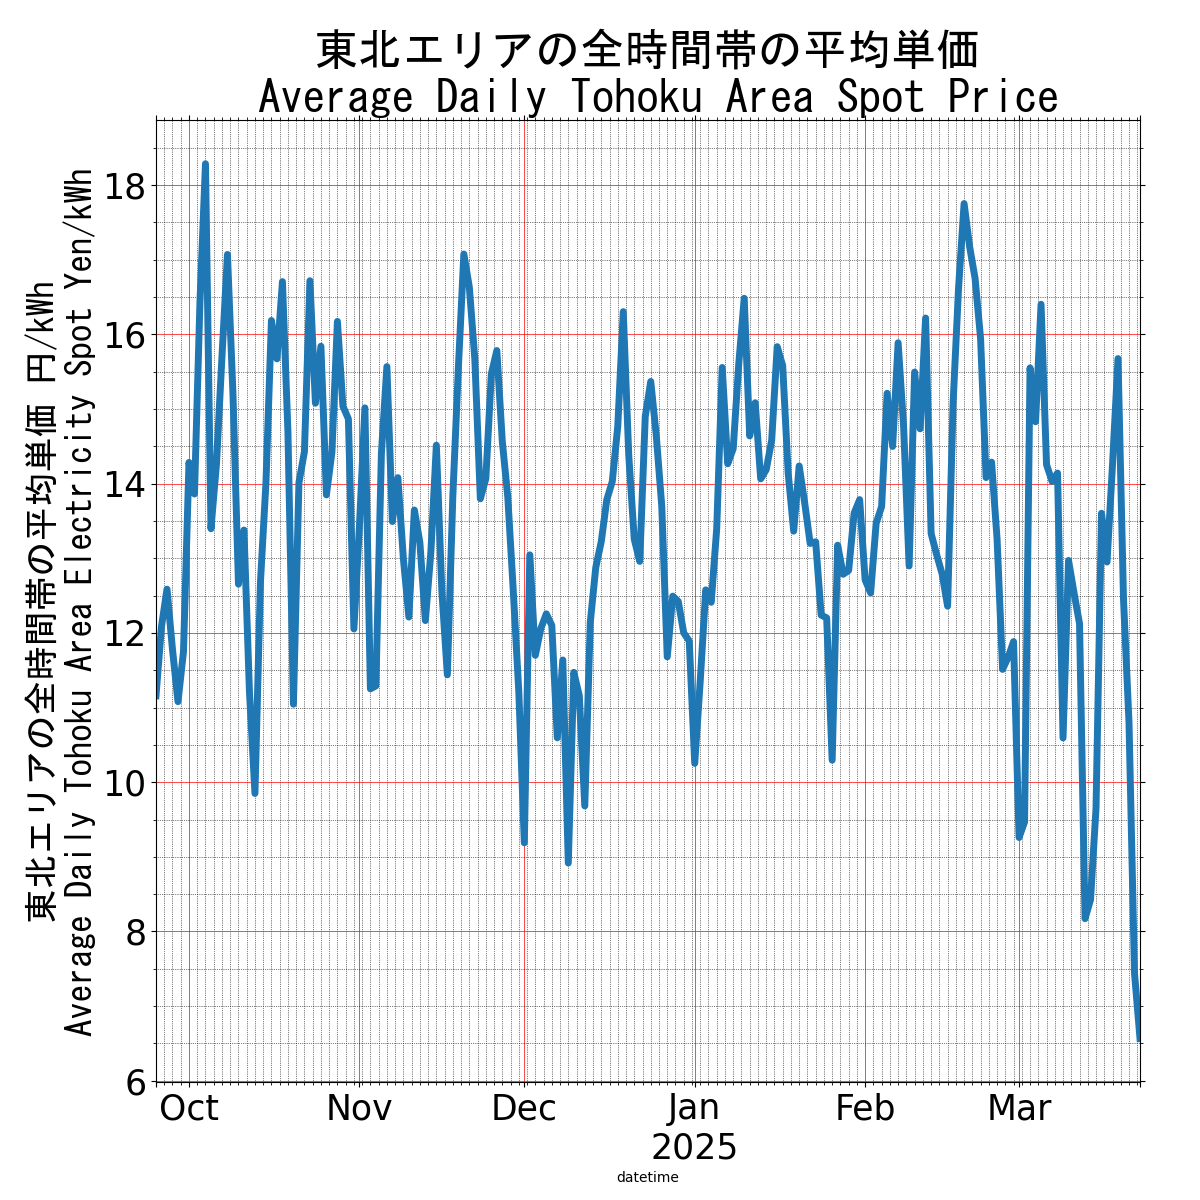 東北エリアの全時間帯の平均単価
Average Daily Tohoku Area Spot Price
東北エリアの全時間帯の平均単価 円/kWh
Average Daily Tohoku Area Electricity Spot Yen/kWh
18
16
14
12
10
8
6
Oct
Nov
Dec
Jan
Feb
Mar
2025
datetime